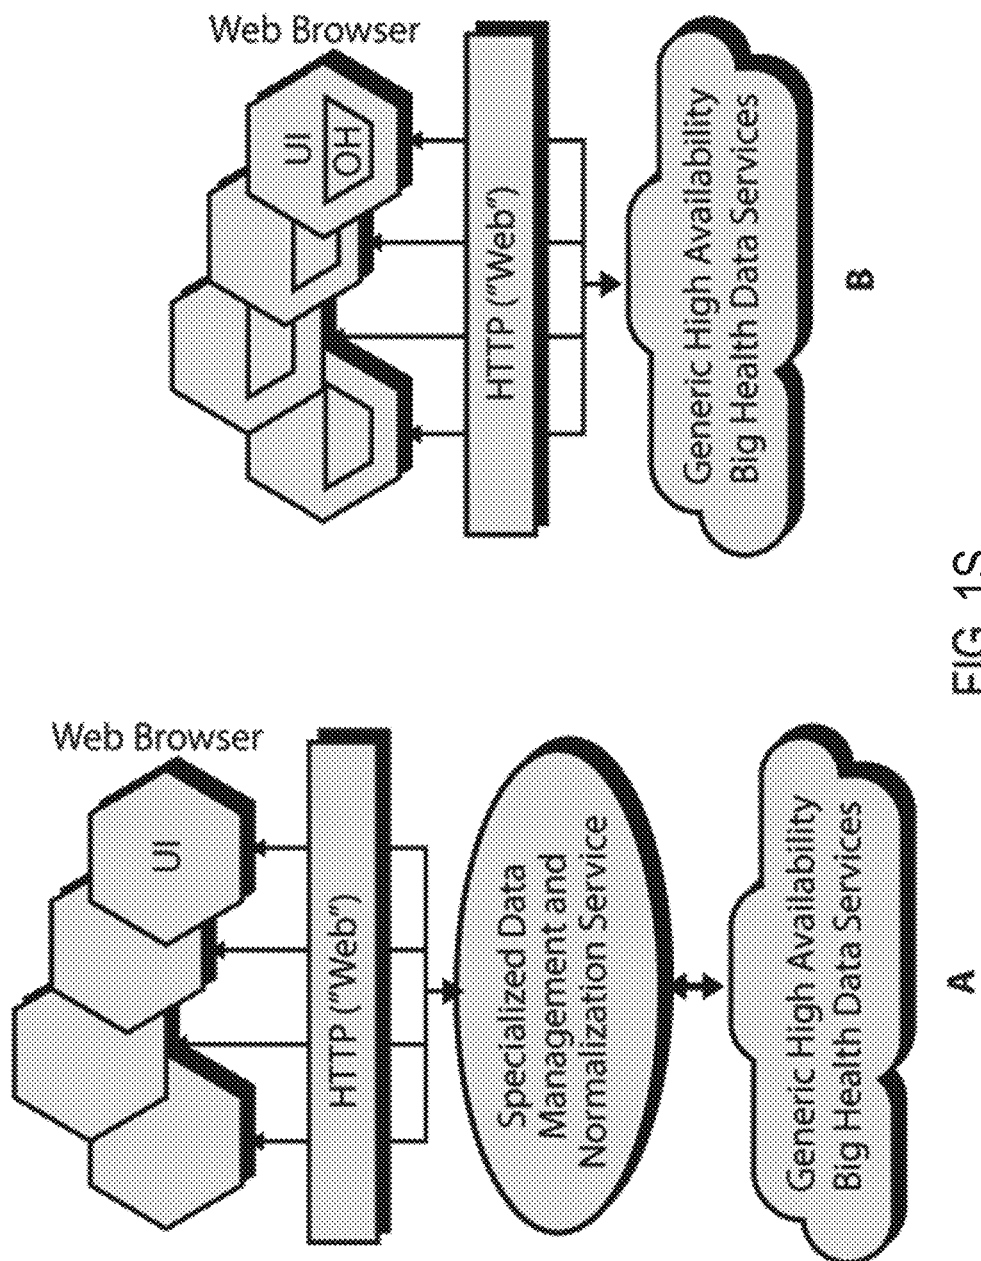 Web Browser
UI
HTTP ("Web")
Specialized Data
Management and
Normalization Service
Generic High Availability
Big Health Data Services
A
Web Browser
UI
OH
HTTP ("Web")
Generic High Availability
Big Health Data Services
B
FIG. 1S